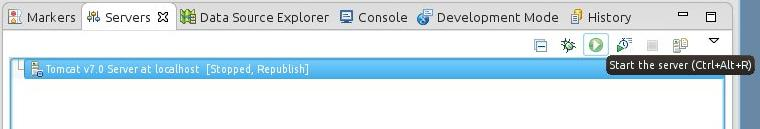 Markers Servers Data Source Explorer Console Development Mode History
Start the server (Ctrl+Alt+R)
Tomcat v7.0 Server at localhost [Stopped, Republish]